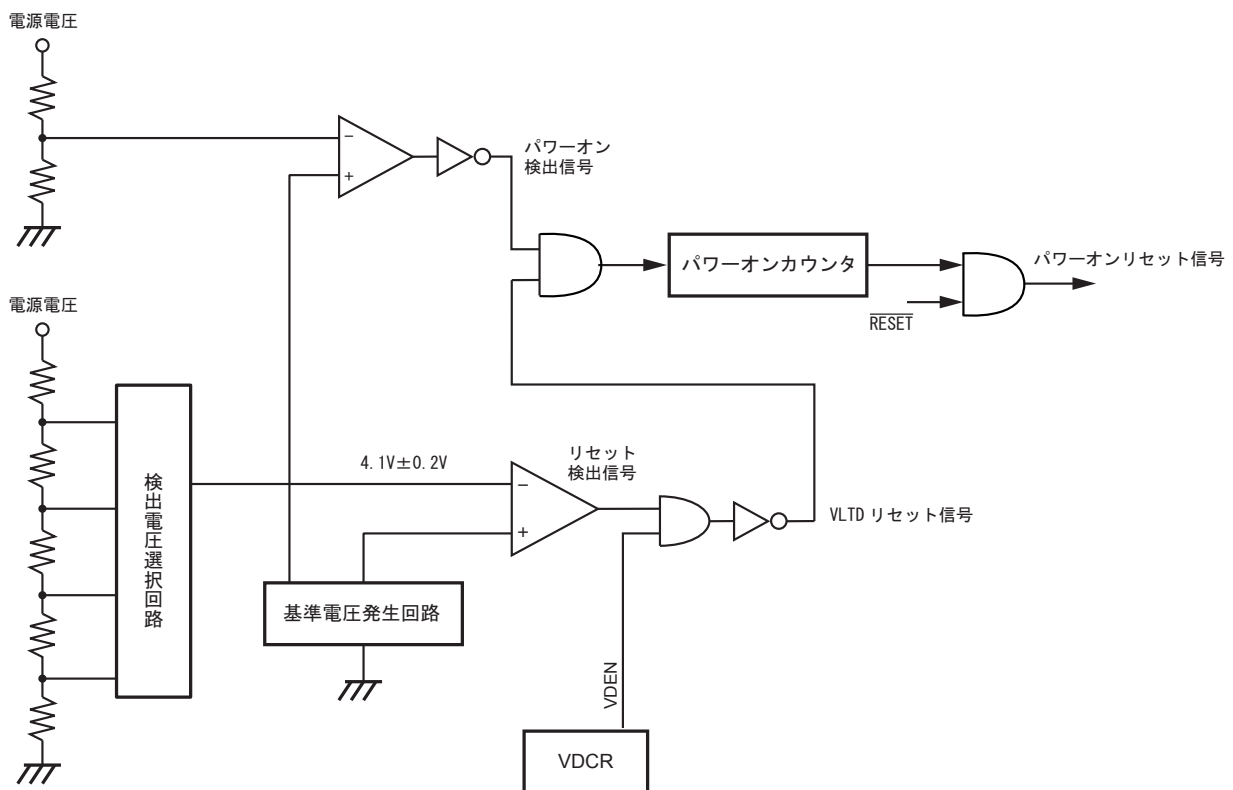 電源電圧
−
+
パワーオン
検出信号
パワーオンカウンタ
パワーオンリセット信号
RESET
電源電圧
検出電圧選択回路
4.1V±0.2V
リセット
検出信号
−
+
VLTD リセット信号
基準電圧発生回路
VDEN
VDCR